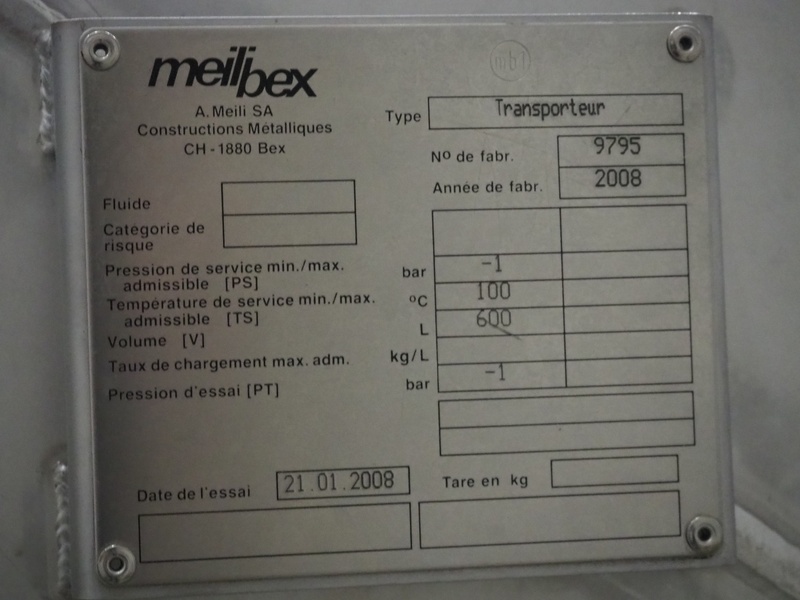 meilibex
A. Meili SA
Constructions Métalliques
CH - 1880 Bex
mbt
Type Transporteur
Nº de fabr. 9795
Année de fabr. 2008
Fluide
Catégorie de
risque
Pression de service min./max.
admissible [PS] bar -1
Température de service min./max.
admissible [TS] ºC 100
Volume [V] L 600
Taux de chargement max. adm. kg/L
Pression d'essai [PT] bar -1
Date de l'essai 21.01.2008
Tare en kg